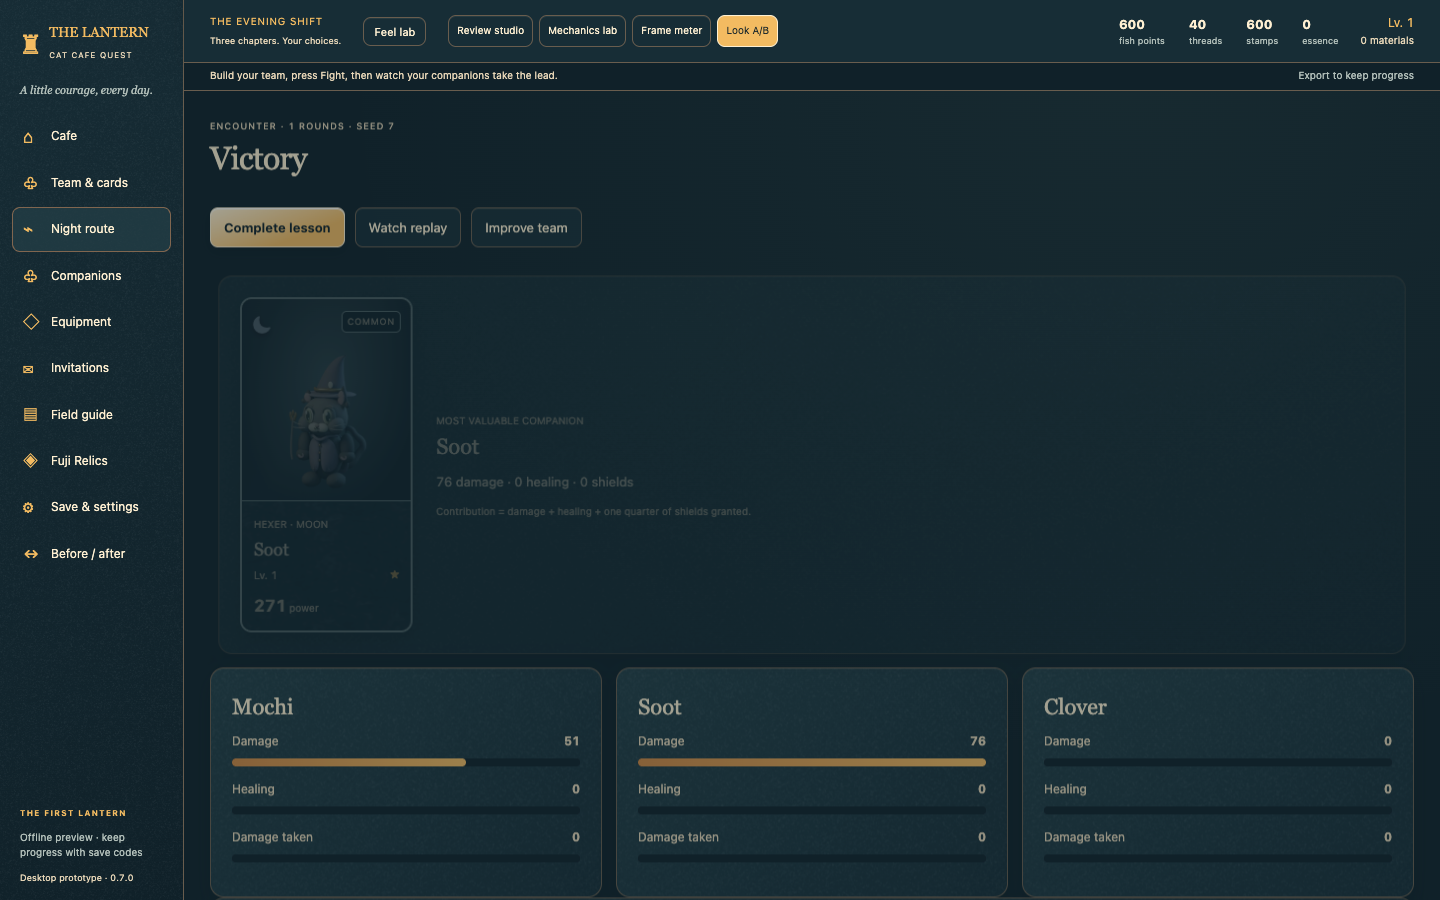 THE LANTERN
CAT CAFE QUEST
A little courage, every day.
Cafe
Team & cards
Night route
Companions
Equipment
Invitations
Field guide
Fuji Relics
Save & settings
Before / after
THE FIRST LANTERN
Offline preview · keep
progress with save codes
Desktop prototype · 0.7.0
THE EVENING SHIFT
Three chapters. Your choices.
Feel lab
Review studio
Mechanics lab
Frame meter
Look A/B
600
fish points
40
threads
600
stamps
0
essence
Lv. 1
0 materials
Build your team, press Fight, then watch your companions take the lead.
Export to keep progress
ENCOUNTER · 1 ROUNDS · SEED 7
Victory
Complete lesson
Watch replay
Improve team
COMMON
HEXER · MOON
Soot
Lv. 1
271 power
MOST VALUABLE COMPANION
Soot
76 damage · 0 healing · 0 shields
Contribution = damage + healing + one quarter of shields granted.
Mochi
Damage 51
Healing 0
Damage taken 0
Soot
Damage 76
Healing 0
Damage taken 0
Clover
Damage 0
Healing 0
Damage taken 0